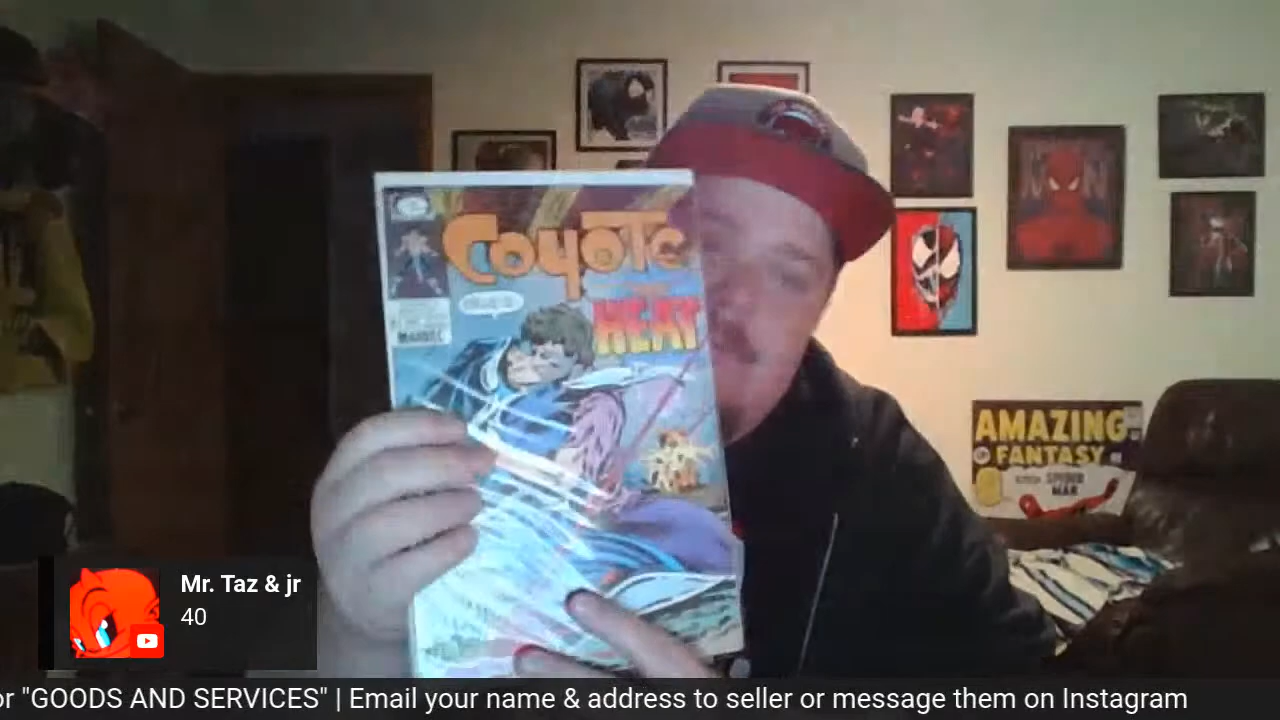 COYOTE
HEAT
MARVEL
AMAZING
FANTASY
SPIDER
MAN
Mr. Taz & jr
40
or "GOODS AND SERVICES" | Email your name & address to seller or message them on Instagram